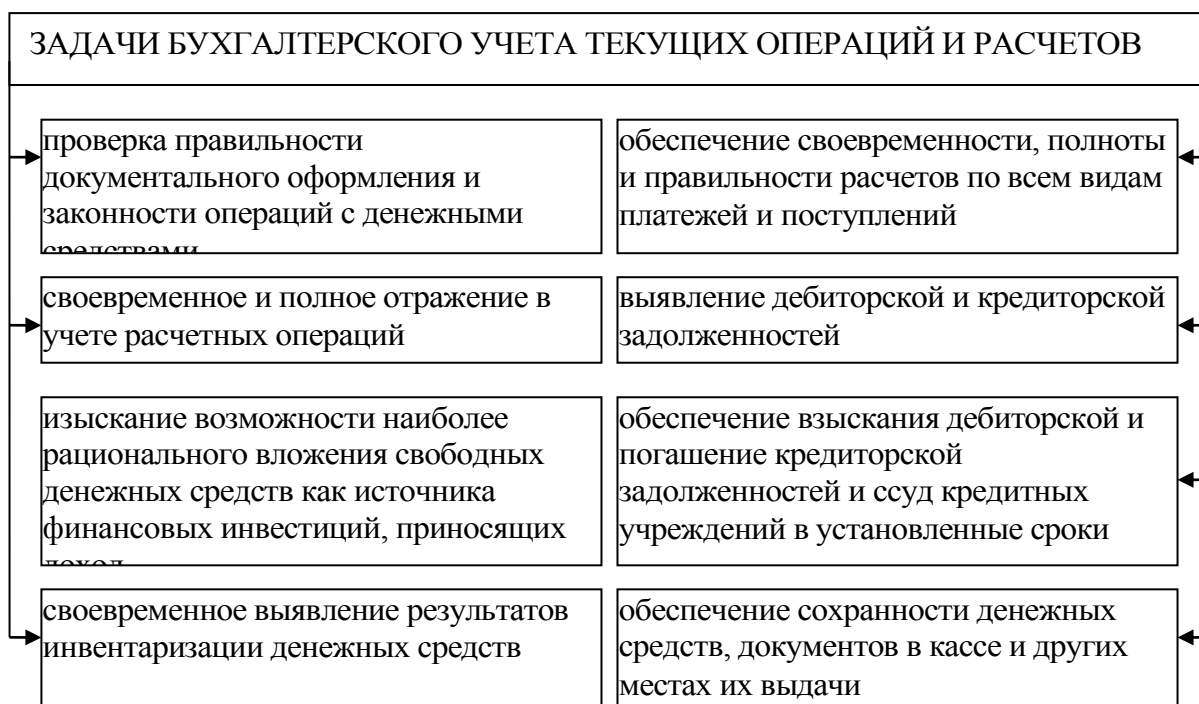 ЗАДАЧИ БУХГАЛТЕРСКОГО УЧЕТА ТЕКУЩИХ ОПЕРАЦИЙ И РАСЧЕТОВ
проверка правильности
документального оформления и
законности операций с денежными
средствами
обеспечение своевременности, полноты
и правильности расчетов по всем видам
платежей и поступлений
своевременное и полное отражение в
учете расчетных операций
выявление дебиторской и кредиторской
задолженностей
изыскание возможности наиболее
рационального вложения свободных
денежных средств как источника
финансовых инвестиций, приносящих
доход
обеспечение взыскания дебиторской и
погашение кредиторской
задолженностей и ссуд кредитных
учреждений в установленные сроки
своевременное выявление результатов
инвентаризации денежных средств
обеспечение сохранности денежных
средств, документов в кассе и других
местах их выдачи